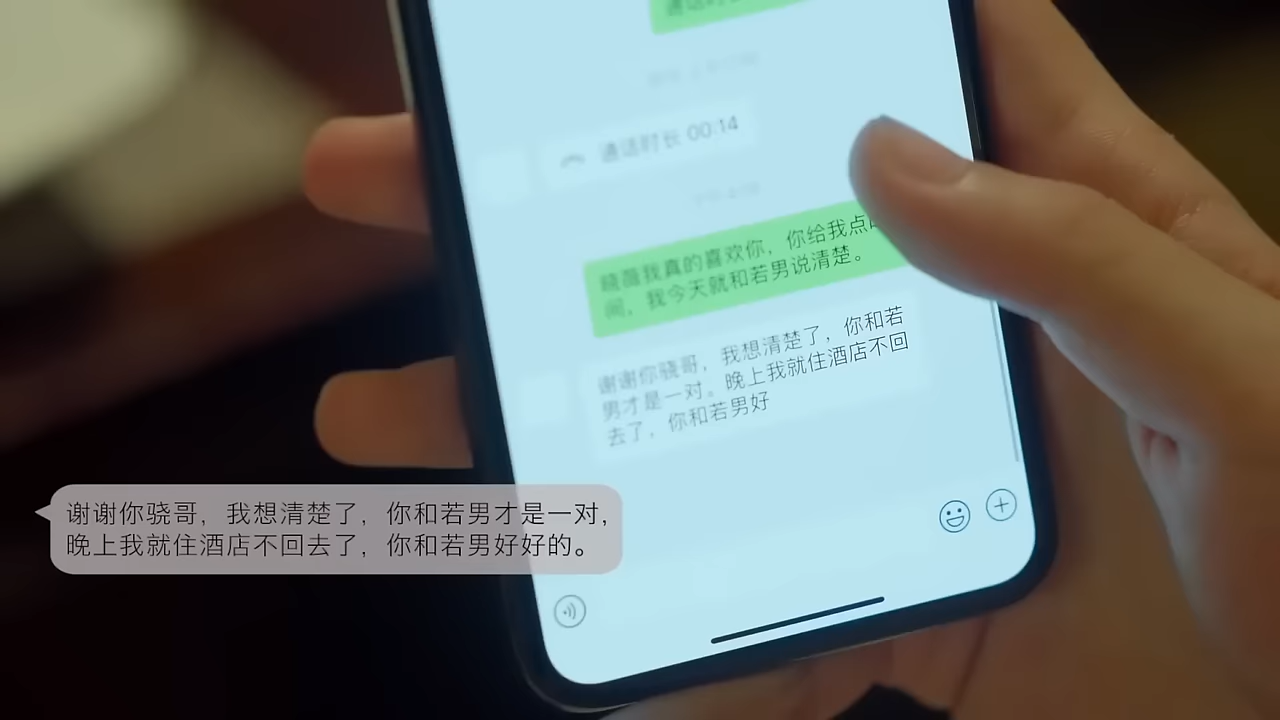 通话时长 00:14
晓薇我真的喜欢你，你给我点
间，我今天就和若男说清楚。
谢谢你骁哥，我想清楚了，你和若
男才是一对。晚上我就住酒店不回
去了，你和若男好
谢谢你骁哥，我想清楚了，你和若男才是一对，
晚上我就住酒店不回去了，你和若男好好的。